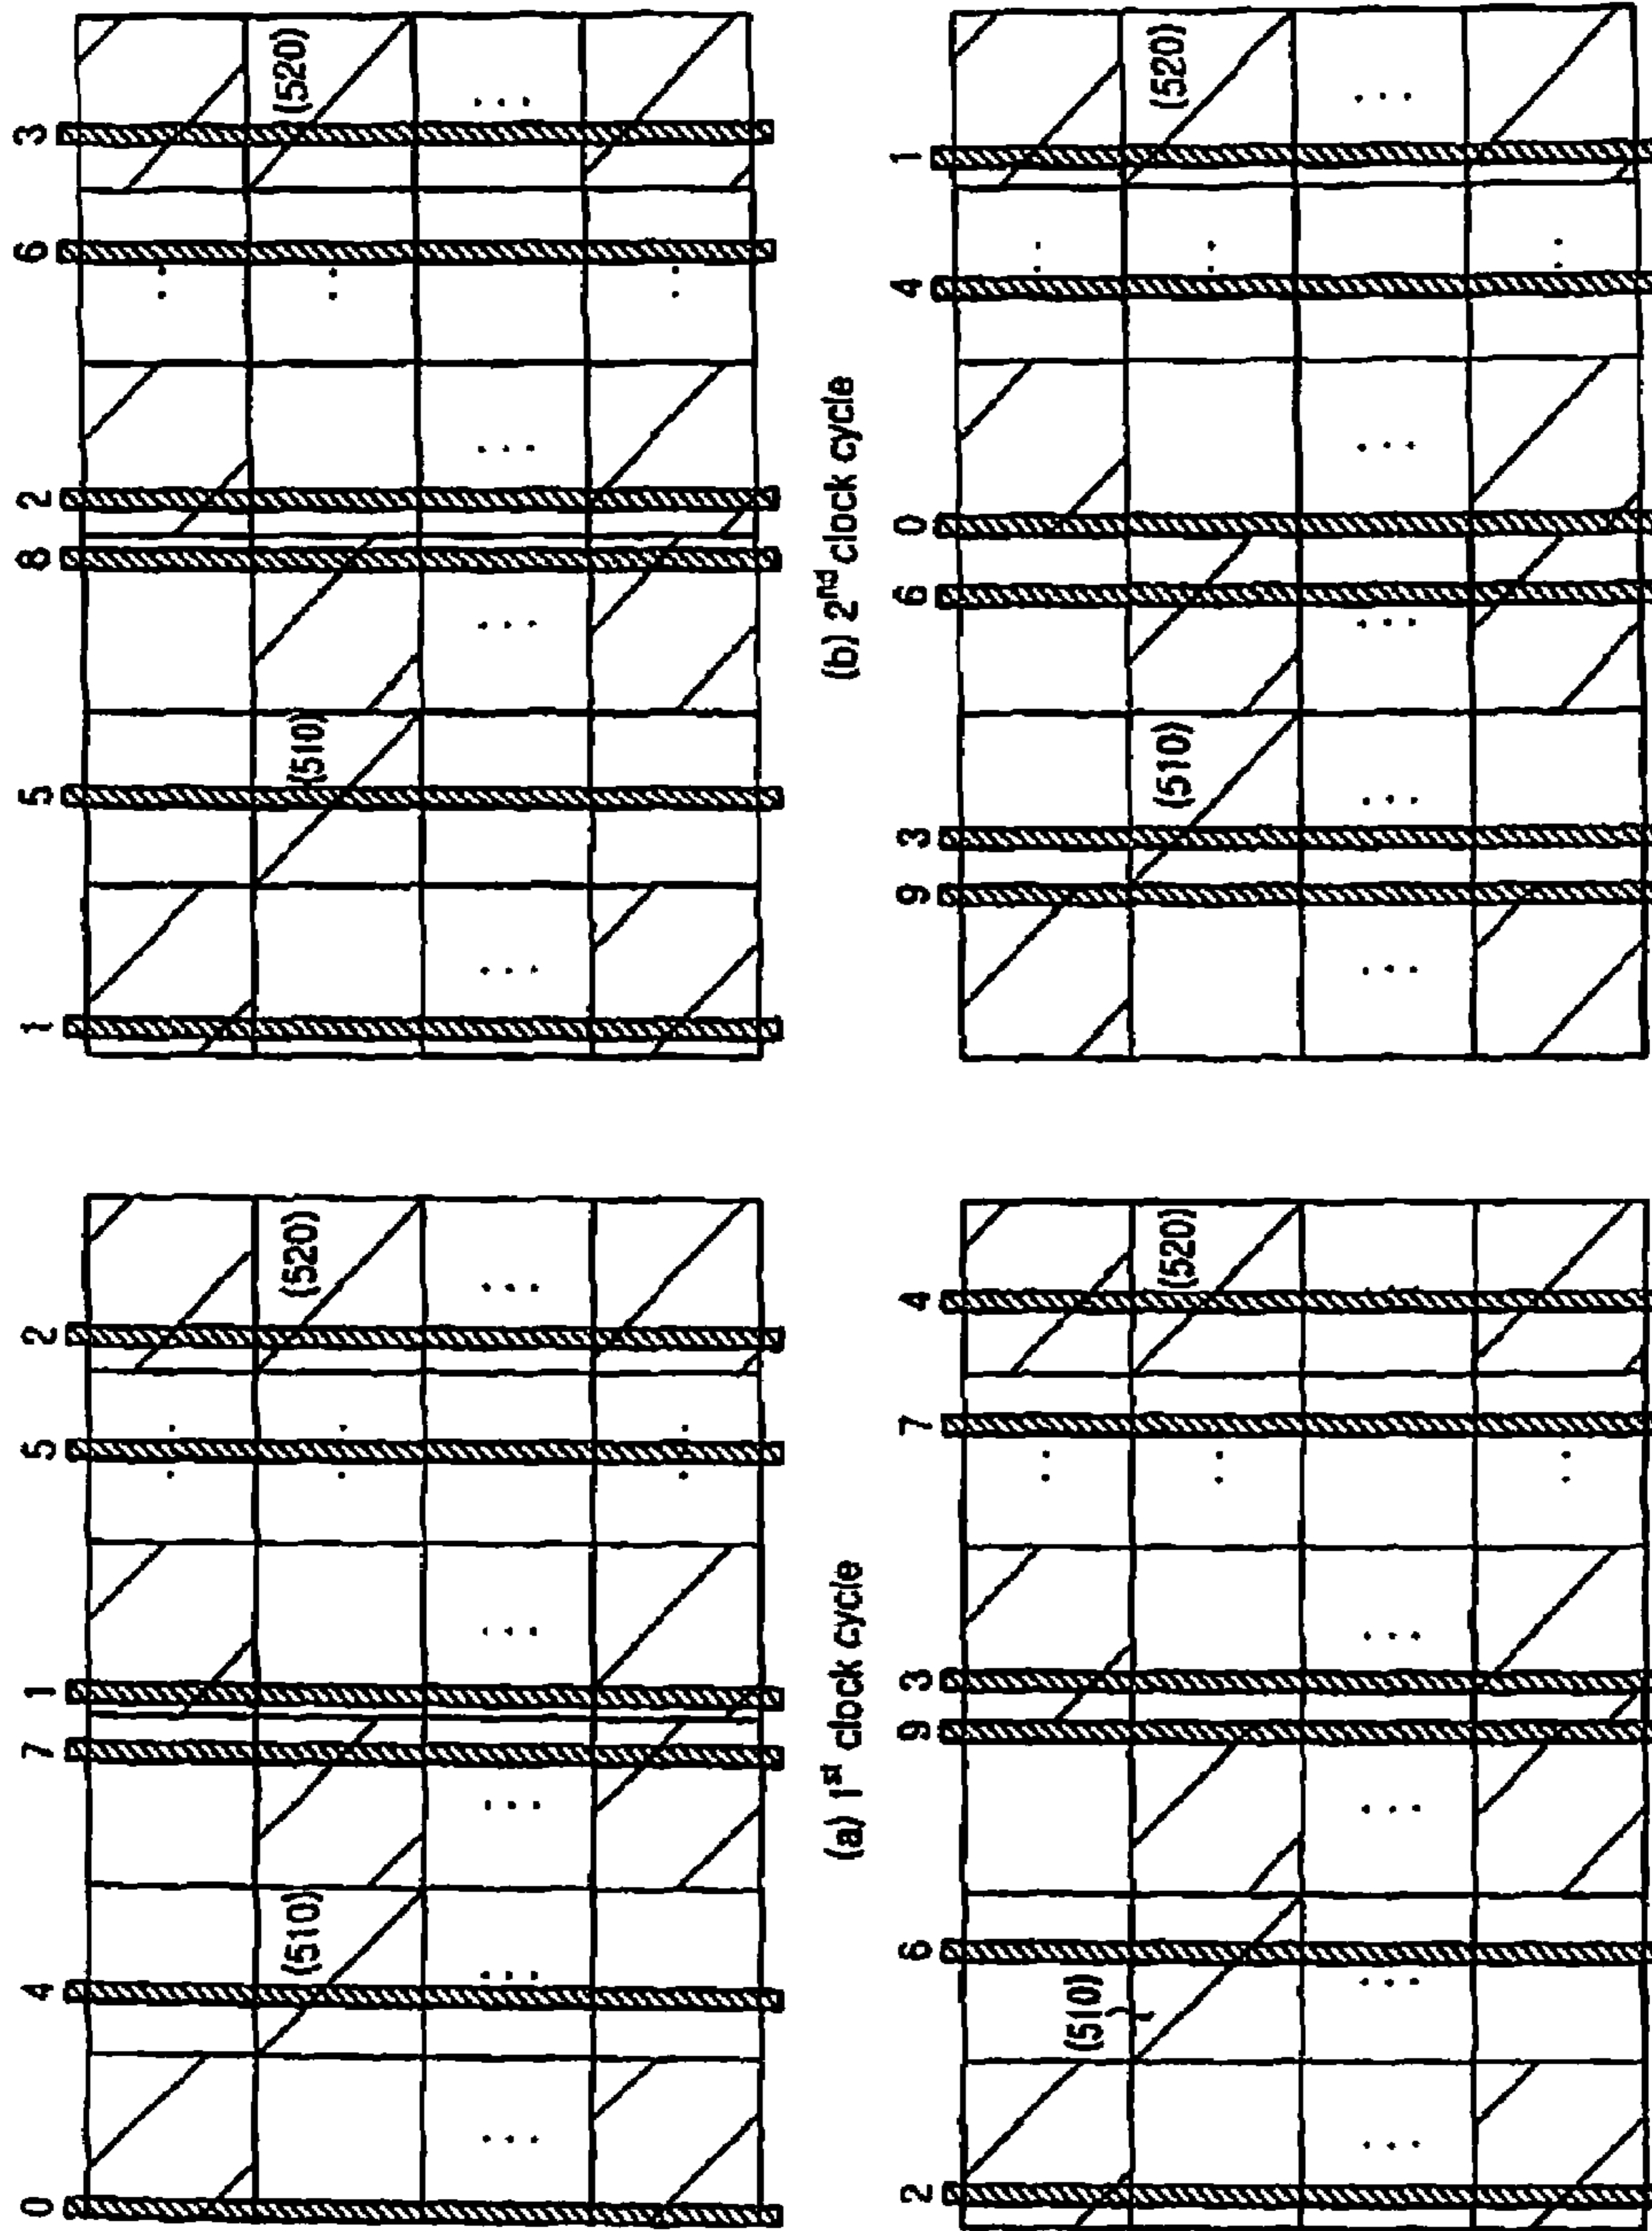 0 4 7 1 5 2
(510) (520)
(a) 1st clock cycle
1 5 8 2 6 3
(510) (520)
(b) 2nd clock cycle
2 6 9 3 7 4
(510) (520)
9 3 6 0 4 1
(510) (520)